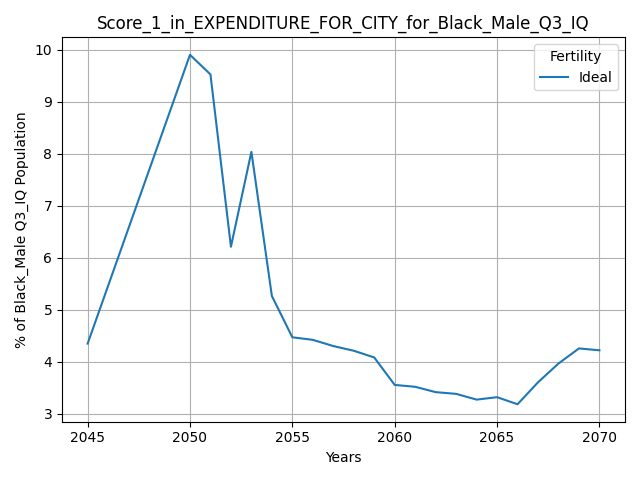 Score_1_in_EXPENDITURE_FOR_CITY_for_Black_Male_Q3_IQ
Fertility
Ideal
% of Black_Male Q3_IQ Population
10
9
8
7
6
5
4
3
2045 2050 2055 2060 2065 2070
Years